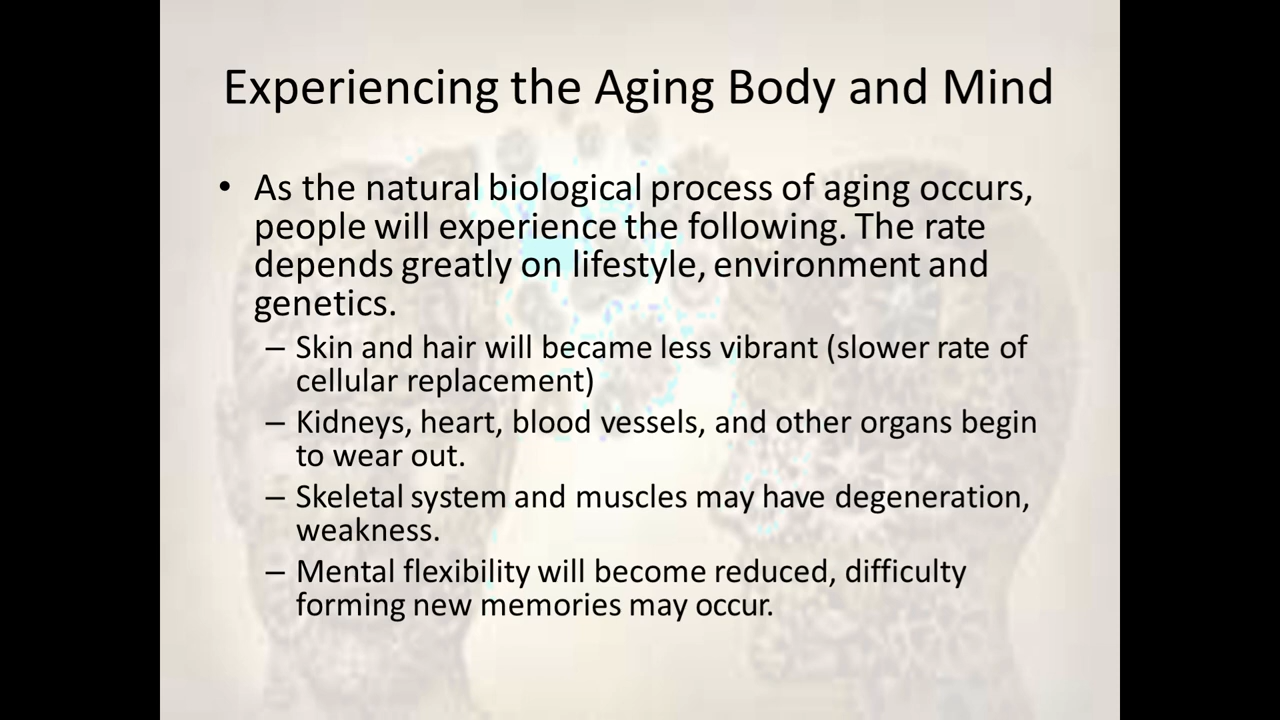 Experiencing the Aging Body and Mind
• As the natural biological process of aging occurs,
people will experience the following. The rate
depends greatly on lifestyle, environment and
genetics.
– Skin and hair will became less vibrant (slower rate of
cellular replacement)
– Kidneys, heart, blood vessels, and other organs begin
to wear out.
– Skeletal system and muscles may have degeneration,
weakness.
– Mental flexibility will become reduced, difficulty
forming new memories may occur.